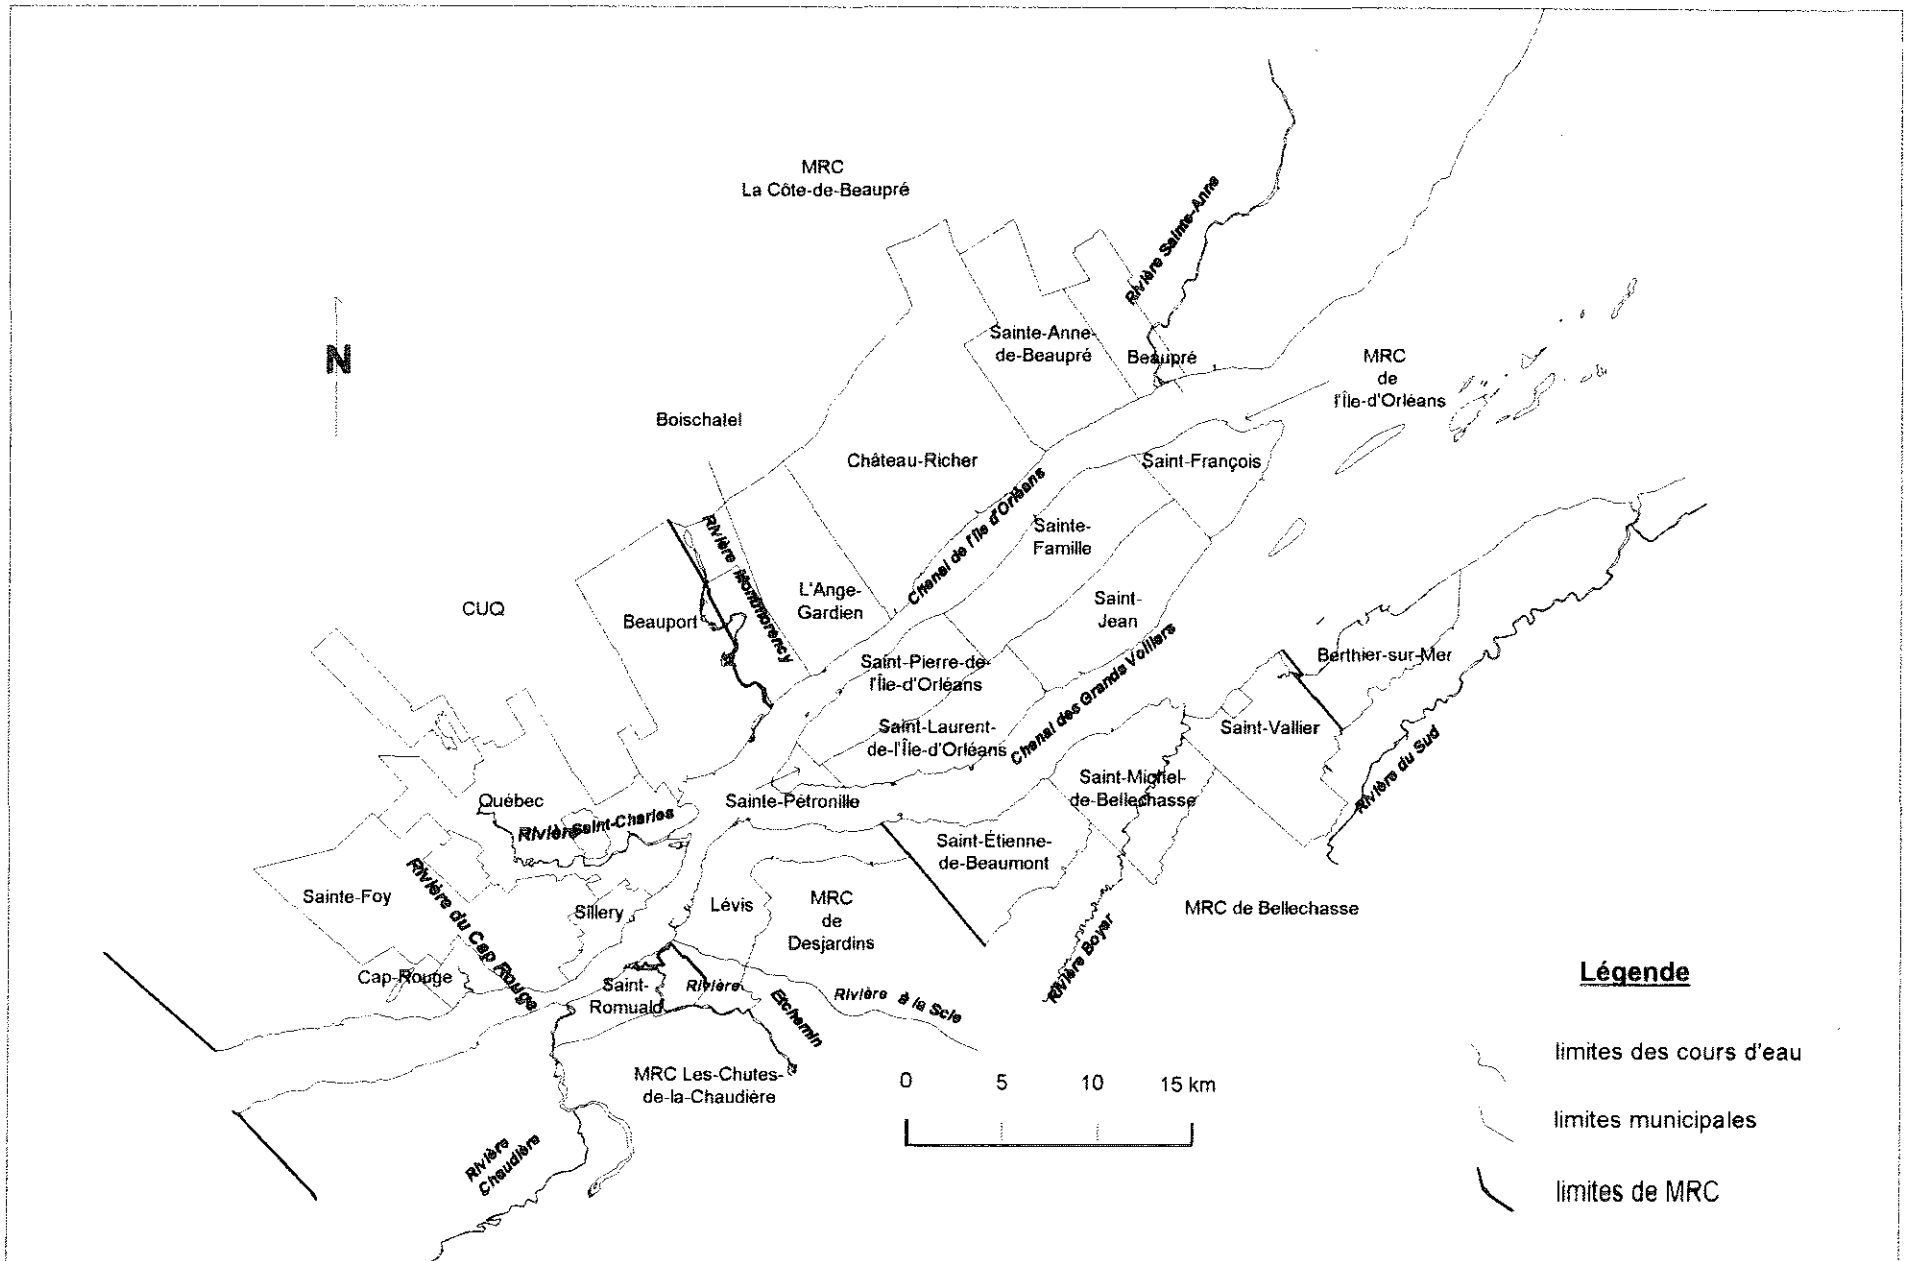 MRC
La Côte-de-Beaupré
Rivière Sainte-Anne
N
Sainte-Anne-
de-Beaupré
Beaupré
MRC
de
l'Île-d'Orléans
Boischatel
Château-Richer
Saint-François
Chenal de l'Île d'Orléans
Sainte-
Famille
Rivière Montmorency
CUQ
Beauport
L'Ange-
Gardien
Saint-
Jean
Saint-Pierre-de-
l'Île-d'Orléans
Chenal des Grands Voiliers
Berthier-sur-Mer
Saint-Laurent-
de-l'Île-d'Orléans
Saint-Vallier
Rivière du Sud
Saint-Michel-
de-Bellechasse
Québec
Rivière Saint-Charles
Sainte-Pétronille
Saint-Étienne-
de-Beaumont
Sainte-Foy
Rivière du Cap Rouge
Sillery
Lévis
MRC
de
Desjardins
MRC de Bellechasse
Rivière Boyer
Cap-Rouge
Saint-
Romuald
Rivière
Etchemin
Rivière à la Scie
MRC Les-Chutes-
de-la-Chaudière
Rivière
Chaudière
0 5 10 15 km
Légende
limites des cours d'eau
limites municipales
limites de MRC